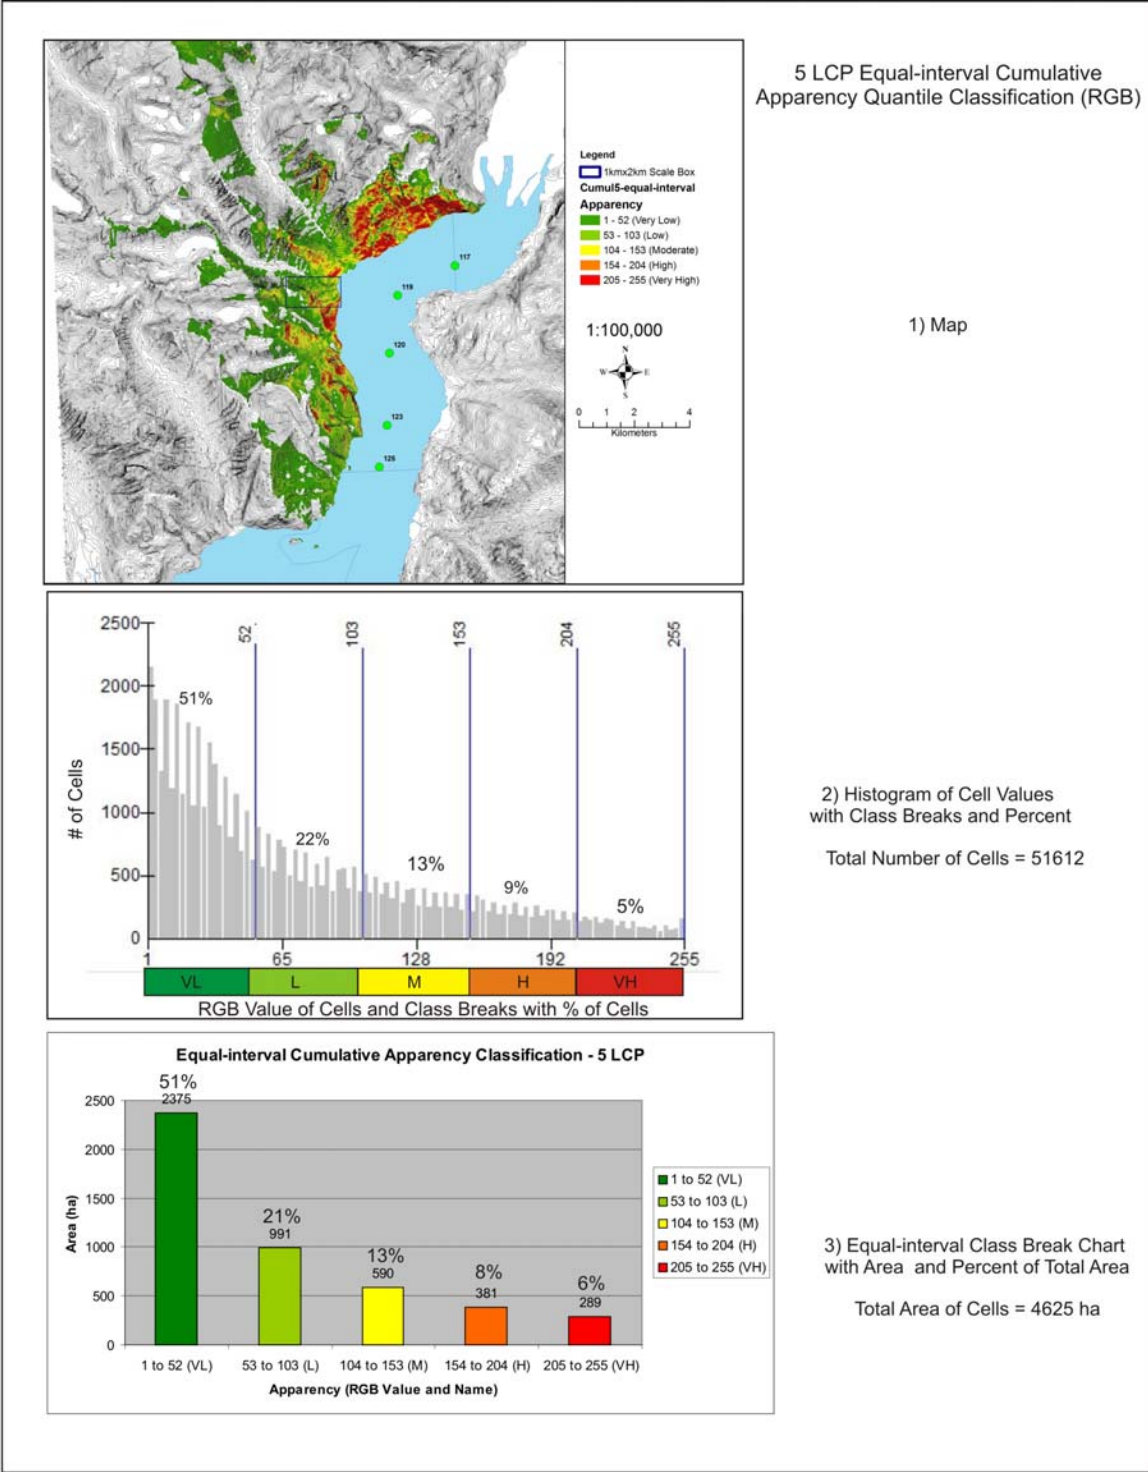 5 LCP Equal-interval Cumulative
Apparency Quantile Classification (RGB)
Legend
1kmx2km Scale Box
Cumul5-equal-interval
Apparency
1 - 52 (Very Low)
53 - 103 (Low)
104 - 153 (Moderate)
154 - 204 (High)
205 - 255 (Very High)
1:100,000
N
W E
S
0 1 2 4
Kilometers
117
118
120
123
126
1) Map
2500
2000
1500
1000
500
0
# of Cells
52
103
153
204
255
51%
22%
13%
9%
5%
1 65 128 192 255
VL L M H VH
RGB Value of Cells and Class Breaks with % of Cells
2) Histogram of Cell Values
with Class Breaks and Percent
Total Number of Cells = 51612
Equal-interval Cumulative Apparency Classification - 5 LCP
2500
2000
1500
1000
500
0
Area (ha)
51%
2375
21%
991
13%
590
8%
381
6%
289
1 to 52 (VL) 53 to 103 (L) 104 to 153 (M) 154 to 204 (H) 205 to 255 (VH)
Apparency (RGB Value and Name)
1 to 52 (VL)
53 to 103 (L)
104 to 153 (M)
154 to 204 (H)
205 to 255 (VH)
3) Equal-interval Class Break Chart
with Area and Percent of Total Area
Total Area of Cells = 4625 ha